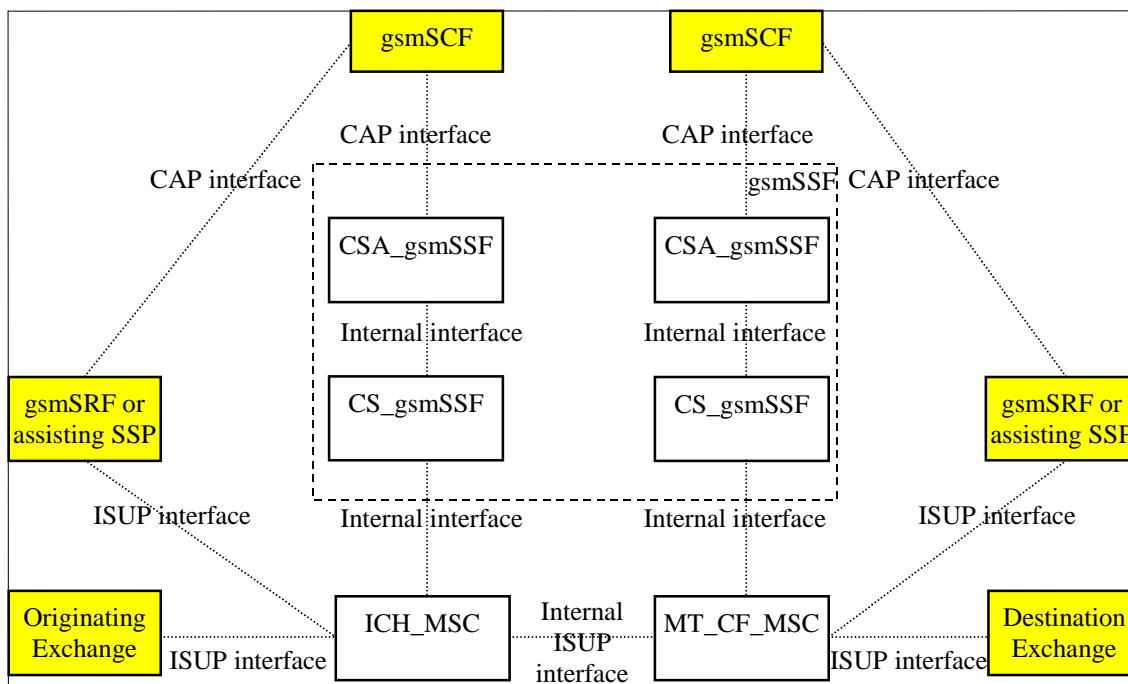 gsmSCF
gsmSCF
CAP interface
CAP interface
CAP interface
gsmSSF
CAP interface
CSA_gsmSSF
CSA_gsmSSF
Internal interface
Internal interface
gsmSRF or
assisting SSP
CS_gsmSSF
CS_gsmSSF
gsmSRF or
assisting SSP
ISUP interface
Internal interface
Internal interface
ISUP interface
Originating
Exchange
ISUP interface
ICH_MSC
Internal
ISUP
interface
MT_CF_MSC
ISUP interface
Destination
Exchange